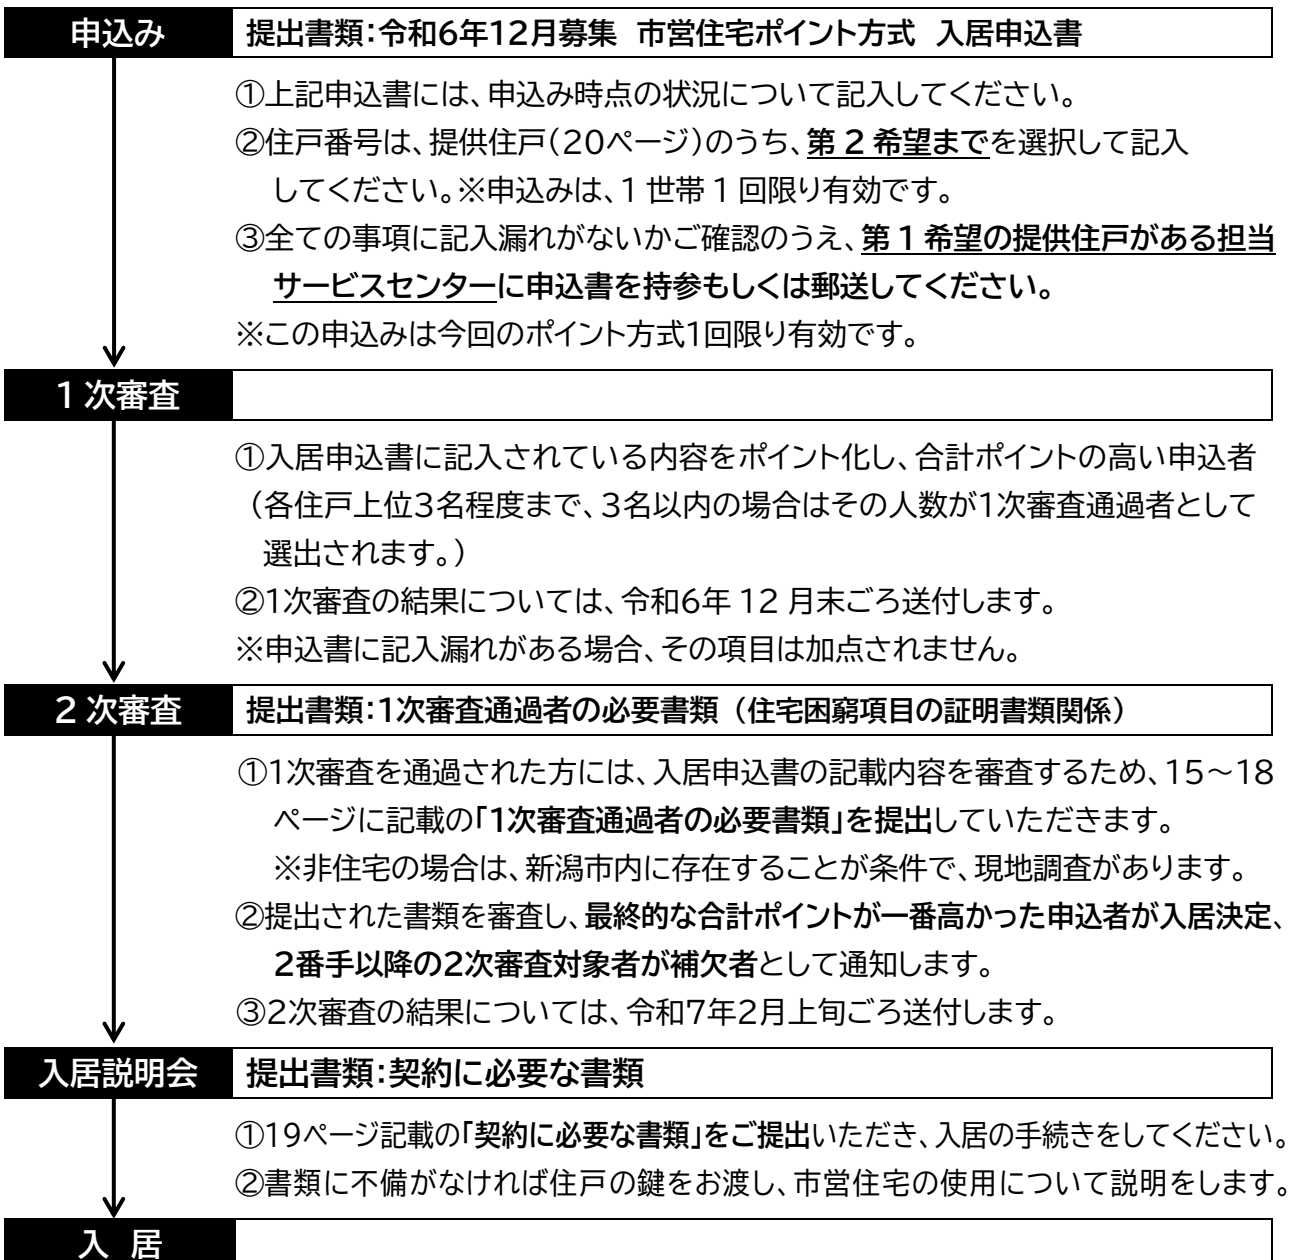 申込み 提出書類：令和6年12月募集 市営住宅ポイント方式 入居申込書
①上記申込書には、申込み時点の状況について記入してください。
②住戸番号は、提供住戸（20ページ）のうち、第２希望までを選択して記入
してください。※申込みは、１世帯１回限り有効です。
③全ての事項に記入漏れがないかご確認のうえ、第１希望の提供住戸がある担当
サービスセンターに申込書を持参もしくは郵送してください。
※この申込みは今回のポイント方式1回限り有効です。
１次審査
①入居申込書に記入されている内容をポイント化し、合計ポイントの高い申込者
（各住戸上位3名程度まで、3名以内の場合はその人数が1次審査通過者として
選出されます。）
②1次審査の結果については、令和6年 12 月末ごろ送付します。
※申込書に記入漏れがある場合、その項目は加点されません。
２次審査 提出書類：1次審査通過者の必要書類（住宅困窮項目の証明書類関係）
①1次審査を通過された方には、入居申込書の記載内容を審査するため、15～18
ページに記載の「1次審査通過者の必要書類」を提出していただきます。
※非住宅の場合は、新潟市内に存在することが条件で、現地調査があります。
②提出された書類を審査し、最終的な合計ポイントが一番高かった申込者が入居決定、
2番手以降の2次審査対象者が補欠者として通知します。
③2次審査の結果については、令和7年2月上旬ごろ送付します。
入居説明会 提出書類：契約に必要な書類
①19ページ記載の「契約に必要な書類」をご提出いただき、入居の手続きをしてください。
②書類に不備がなければ住戸の鍵をお渡し、市営住宅の使用について説明をします。
入 居